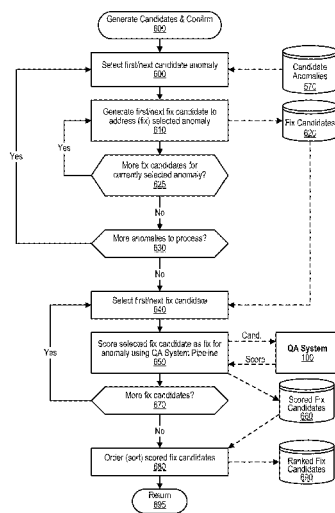 Generate Candidates & Confirm
600
Select first/next candidate anomaly
600
Candidate
Anomalies
570
Generate first/next fix candidate to
address (fix) selected anomaly
610
Fix Candidates
620
Yes
Yes
More fix candidates for
currently selected anomaly?
625
No
More anomalies to process?
630
No
Select first/next fix candidate
640
Score selected fix candidate as fix for
anomaly using QA System Pipeline
650
Cand.
Score
QA System
100
Yes
More fix candidates?
670
Scored Fix
Candidates
660
No
Order (sort) scored fix candidates
680
Ranked Fix
Candidates
690
Return
695